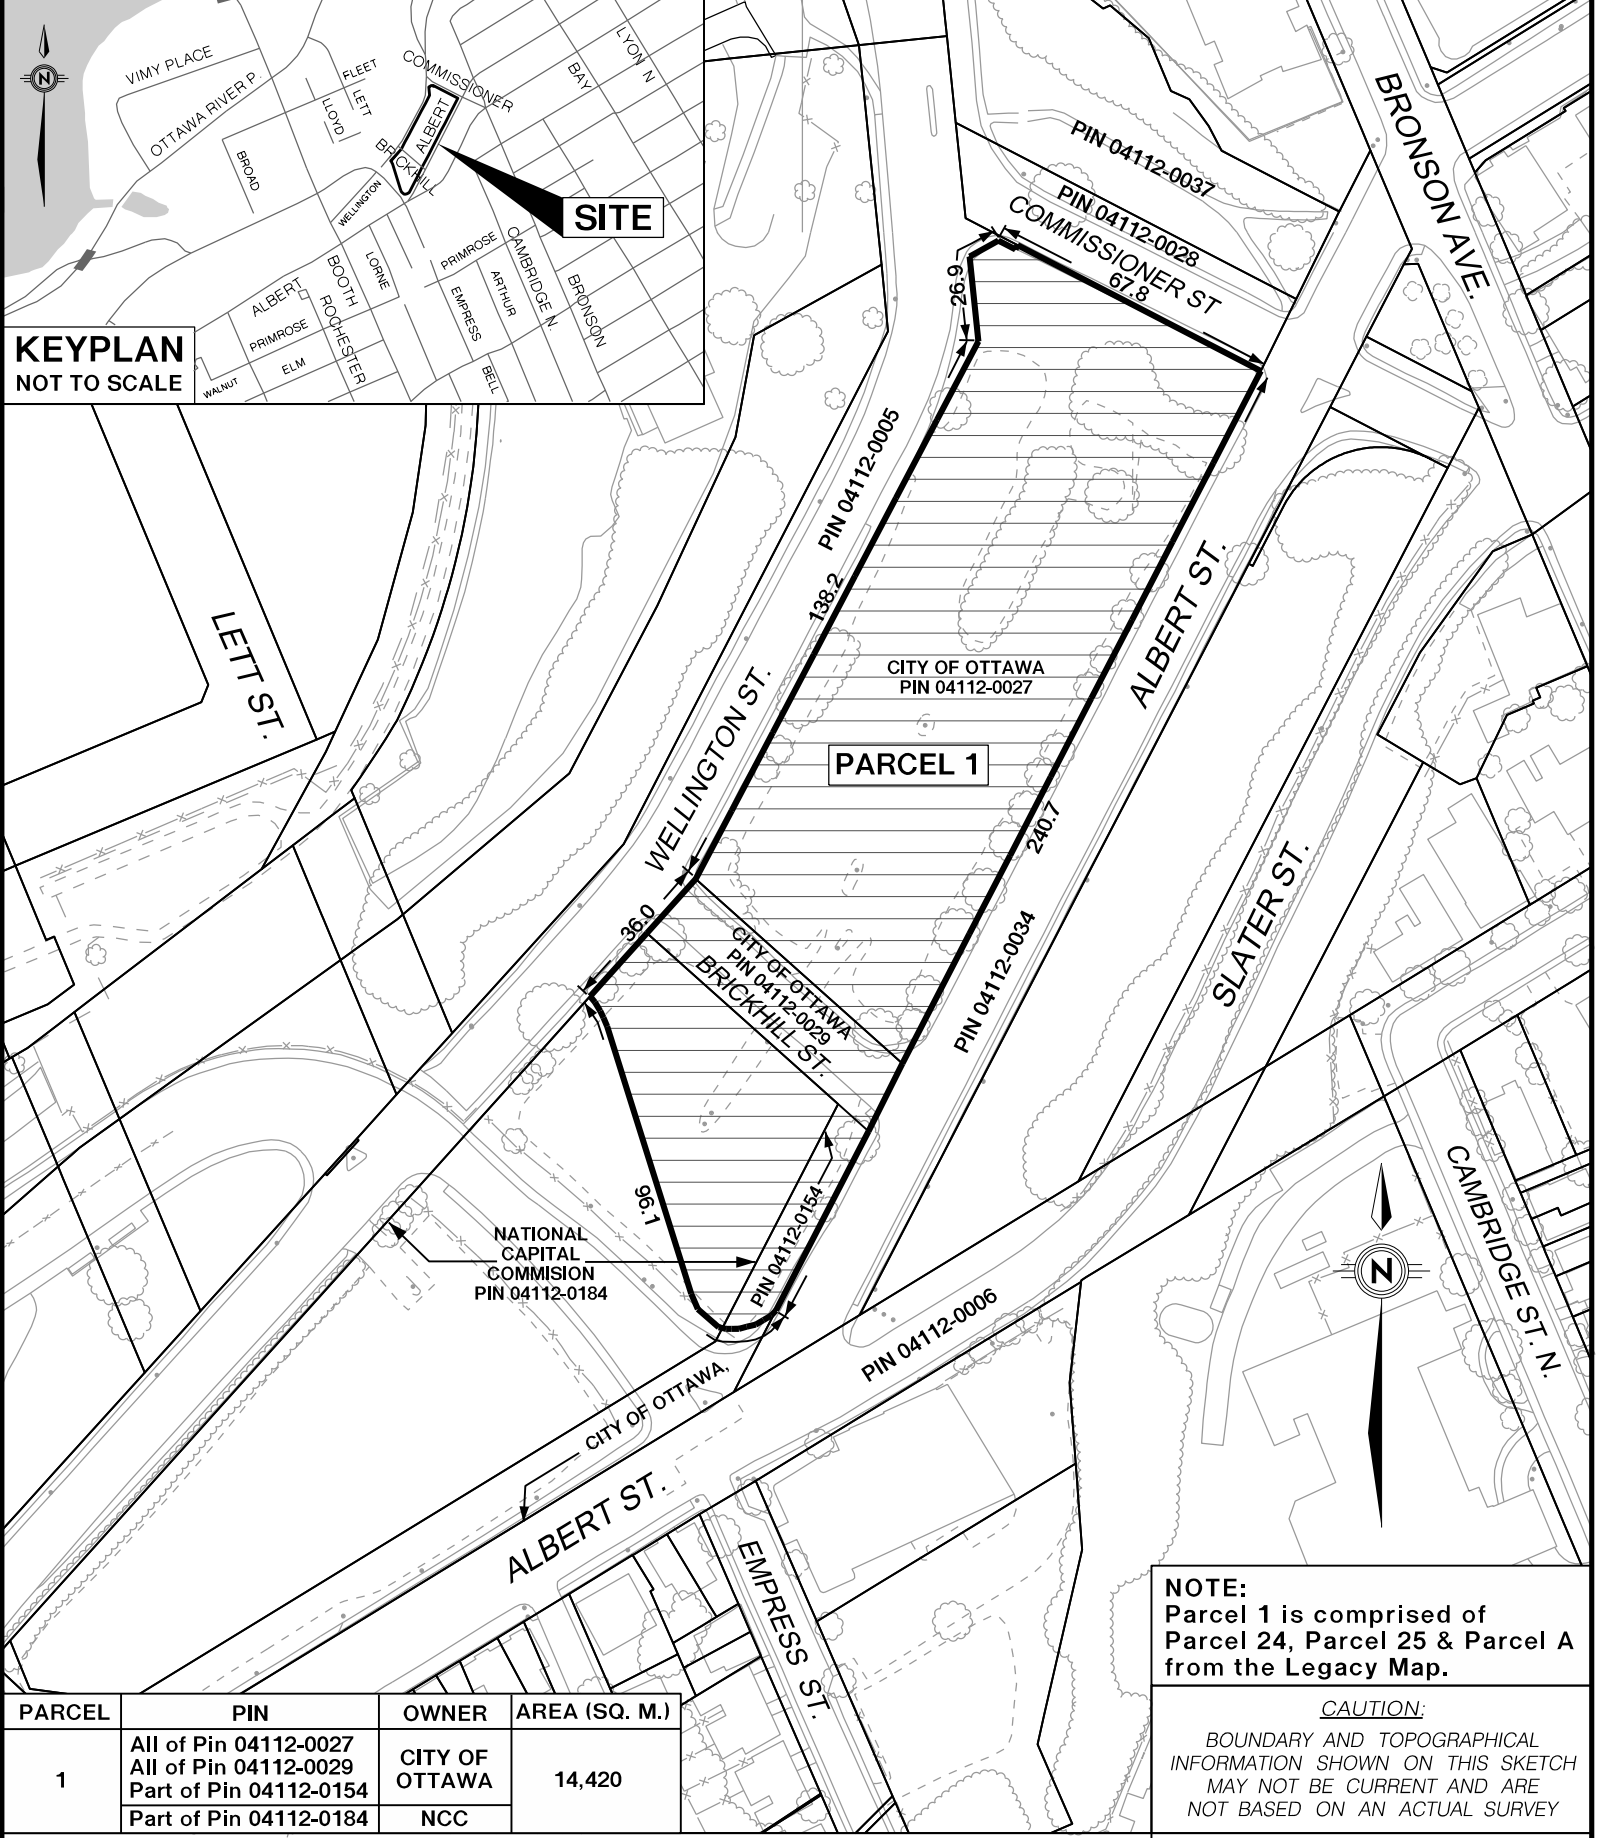 N
VIMY PLACE
OTTAWA RIVER P.
FLEET
LETT
LLOYD
COMMISSIONER
BAY
LYON N
BROAD
ALBERT
BRICKHILL
WELLINGTON
SITE
PRIMROSE
CAMBRIDGE N.
LORNE
BOOTH
ARTHUR
BRONSON
EMPRESS
ALBERT
ROCHESTER
PRIMROSE
ELM
WALNUT
BELL
KEYPLAN
NOT TO SCALE
BRONSON AVE.
PIN 04112-0037
PIN 04112-0028
COMMISSIONER ST
67.8
26.9
PIN 04112-0005
138.2
LETT ST.
WELLINGTON ST.
CITY OF OTTAWA
PIN 04112-0027
PARCEL 1
ALBERT ST.
240.7
SLATER ST.
36.0
CITY OF OTTAWA
PIN 04112-0029
BRICKHILL ST.
PIN 04112-0034
96.1
PIN 04112-0154
NATIONAL
CAPITAL
COMMISION
PIN 04112-0184
CAMBRIDGE ST. N.
N
PIN 04112-0006
CITY OF OTTAWA,
ALBERT ST.
EMPRESS ST.
NOTE:
Parcel 1 is comprised of
Parcel 24, Parcel 25 & Parcel A
from the Legacy Map.
CAUTION:
BOUNDARY AND TOPOGRAPHICAL
INFORMATION SHOWN ON THIS SKETCH
MAY NOT BE CURRENT AND ARE
NOT BASED ON AN ACTUAL SURVEY
PARCEL PIN OWNER AREA (SQ. M.)
All of Pin 04112-0027
All of Pin 04112-0029
Part of Pin 04112-0154
1 CITY OF
OTTAWA 14,420
Part of Pin 04112-0184 NCC